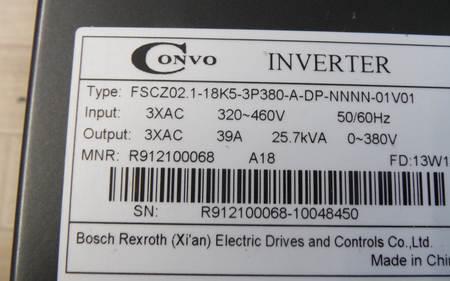 CONVO INVERTER
Type: FSCZ02.1-18K5-3P380-A-DP-NNNN-01V01
Input: 3XAC 320~460V 50/60Hz
Output: 3XAC 39A 25.7kVA 0~380V
MNR: R912100068 A18 FD:13W1
SN: R912100068-10048450
Bosch Rexroth (Xi'an) Electric Drives and Controls Co.,Ltd.
Made in Chin